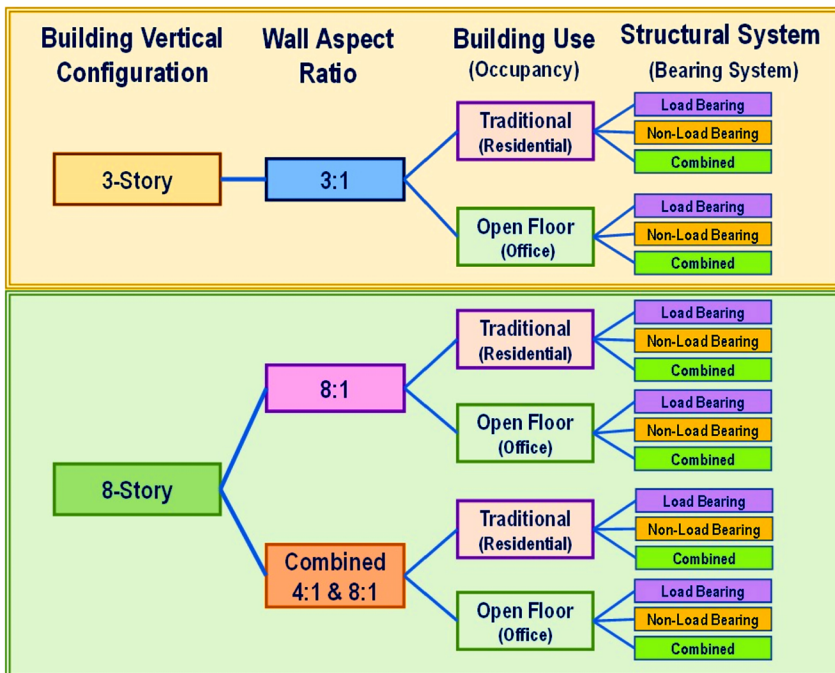 Building Vertical
Configuration
Wall Aspect
Ratio
Building Use
(Occupancy)
Structural System
(Bearing System)
3-Story
3:1
Traditional
(Residential)
Load Bearing
Non-Load Bearing
Combined
Open Floor
(Office)
Load Bearing
Non-Load Bearing
Combined
8-Story
8:1
Traditional
(Residential)
Load Bearing
Non-Load Bearing
Combined
Open Floor
(Office)
Load Bearing
Non-Load Bearing
Combined
Combined
4:1 & 8:1
Traditional
(Residential)
Load Bearing
Non-Load Bearing
Combined
Open Floor
(Office)
Load Bearing
Non-Load Bearing
Combined